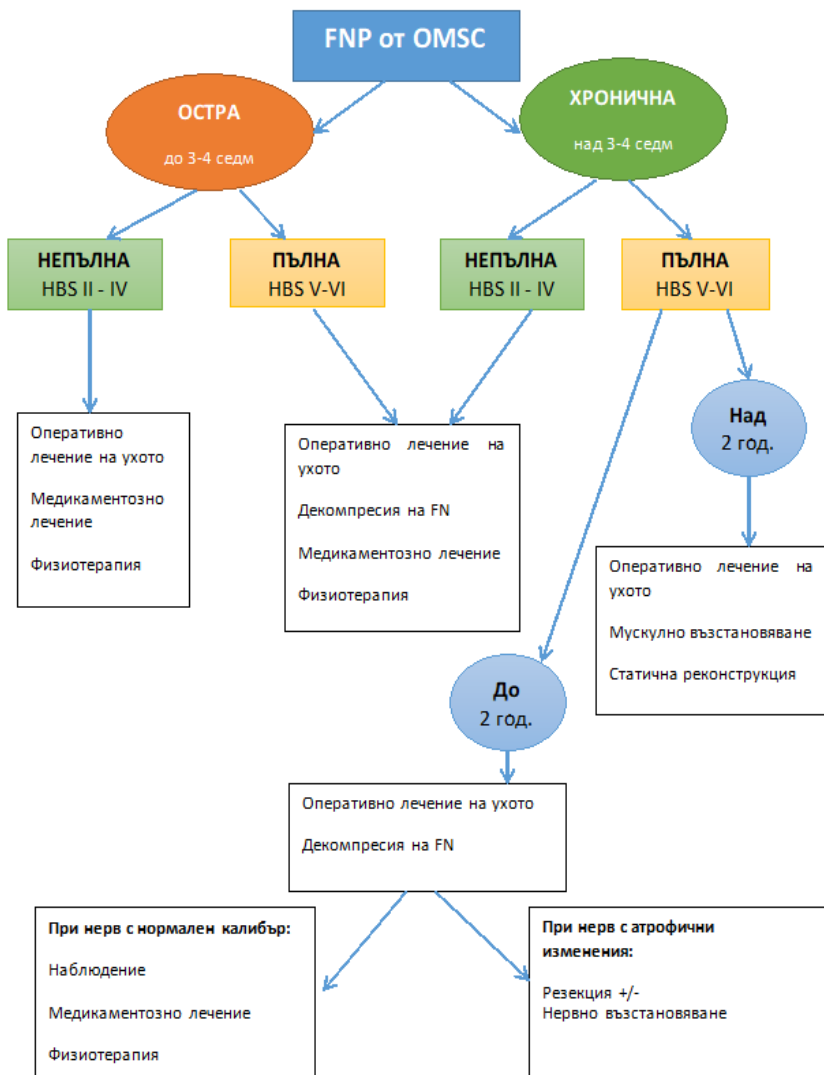 FNP от OMSC
ОСТРА
до 3-4 седм
ХРОНИЧНА
над 3-4 седм
НЕПЪЛНА
HBS II - IV
ПЪЛНА
HBS V-VI
НЕПЪЛНА
HBS II - IV
ПЪЛНА
HBS V-VI
Оперативно
лечение на ухото
Медикаментозно
лечение
Физиотерапия
Оперативно лечение на
ухото
Декомпресия на FN
Медикаментозно лечение
Физиотерапия
Над
2 год.
Оперативно лечение на
ухото
Мускулно възстановяване
Статична реконструкция
До
2 год.
Оперативно лечение на ухото
Декомпресия на FN
При нерв с нормален калибър:
Наблюдение
Медикаментозно лечение
Физиотерапия
При нерв с атрофични
изменения:
Резекция +/-
Нервно възстановяване